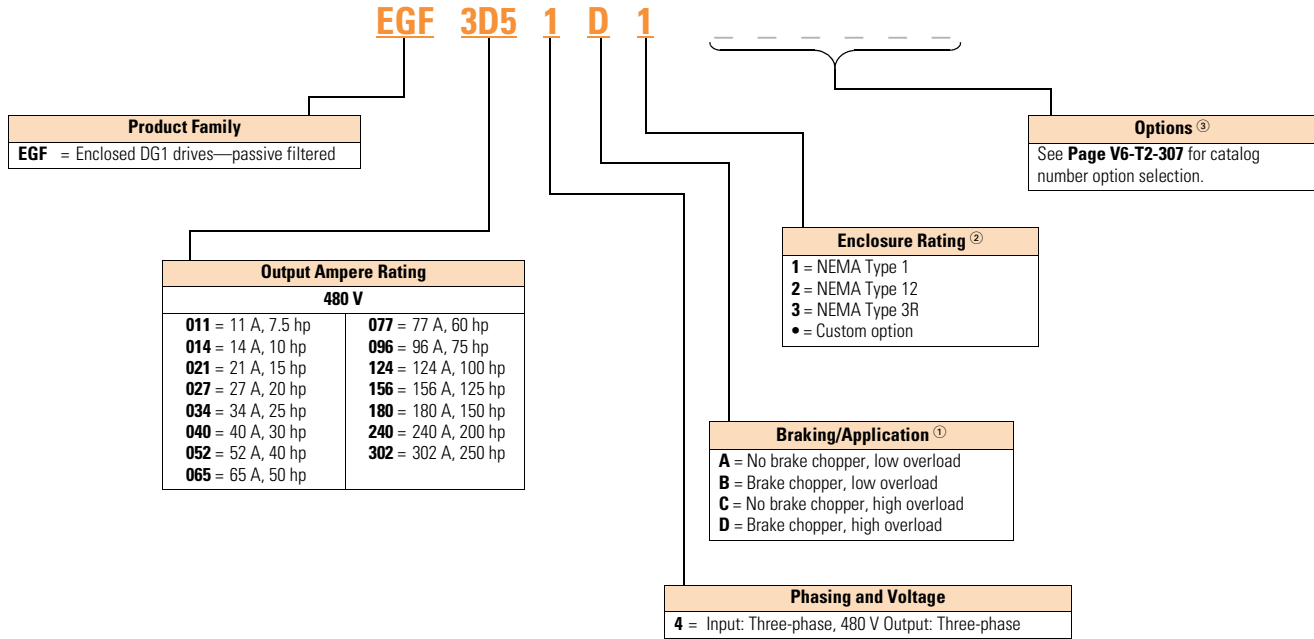 EGF 3D5 1 D 1 _ _ _ _ _
Product Family
EGF = Enclosed DG1 drives—passive filtered
Options ③
See Page V6-T2-307 for catalog
number option selection.
Enclosure Rating ②
1 = NEMA Type 1
2 = NEMA Type 12
3 = NEMA Type 3R
• = Custom option
Output Ampere Rating
480 V
011 = 11 A, 7.5 hp
014 = 14 A, 10 hp
021 = 21 A, 15 hp
027 = 27 A, 20 hp
034 = 34 A, 25 hp
040 = 40 A, 30 hp
052 = 52 A, 40 hp
065 = 65 A, 50 hp
077 = 77 A, 60 hp
096 = 96 A, 75 hp
124 = 124 A, 100 hp
156 = 156 A, 125 hp
180 = 180 A, 150 hp
240 = 240 A, 200 hp
302 = 302 A, 250 hp
Braking/Application ①
A = No brake chopper, low overload
B = Brake chopper, low overload
C = No brake chopper, high overload
D = Brake chopper, high overload
Phasing and Voltage
4 = Input: Three-phase, 480 V Output: Three-phase